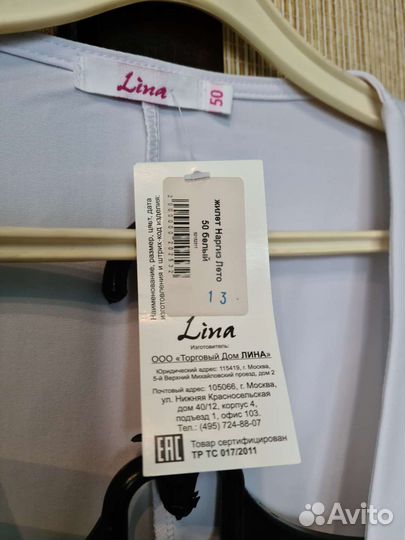 Lina
50
Наименование, размер, цвет, дата
изготовления и штрих-код изделия:
жилет Наргиз Лето
50 белый
13
Lina
Изготовитель:
ООО «Торговый Дом ЛИНА»
Юридический адрес: 115419, г. Москва,
5-й Верхний Михайловский проезд, дом 2
Почтовый адрес: 105066, г. Москва,
ул. Нижняя Красносельская
дом 40/12, корпус 4,
подъезд 1, офис 103.
Тел.: (495) 724-88-07
EAC
Товар сертифицирован
ТР ТС 017/2011
Avito